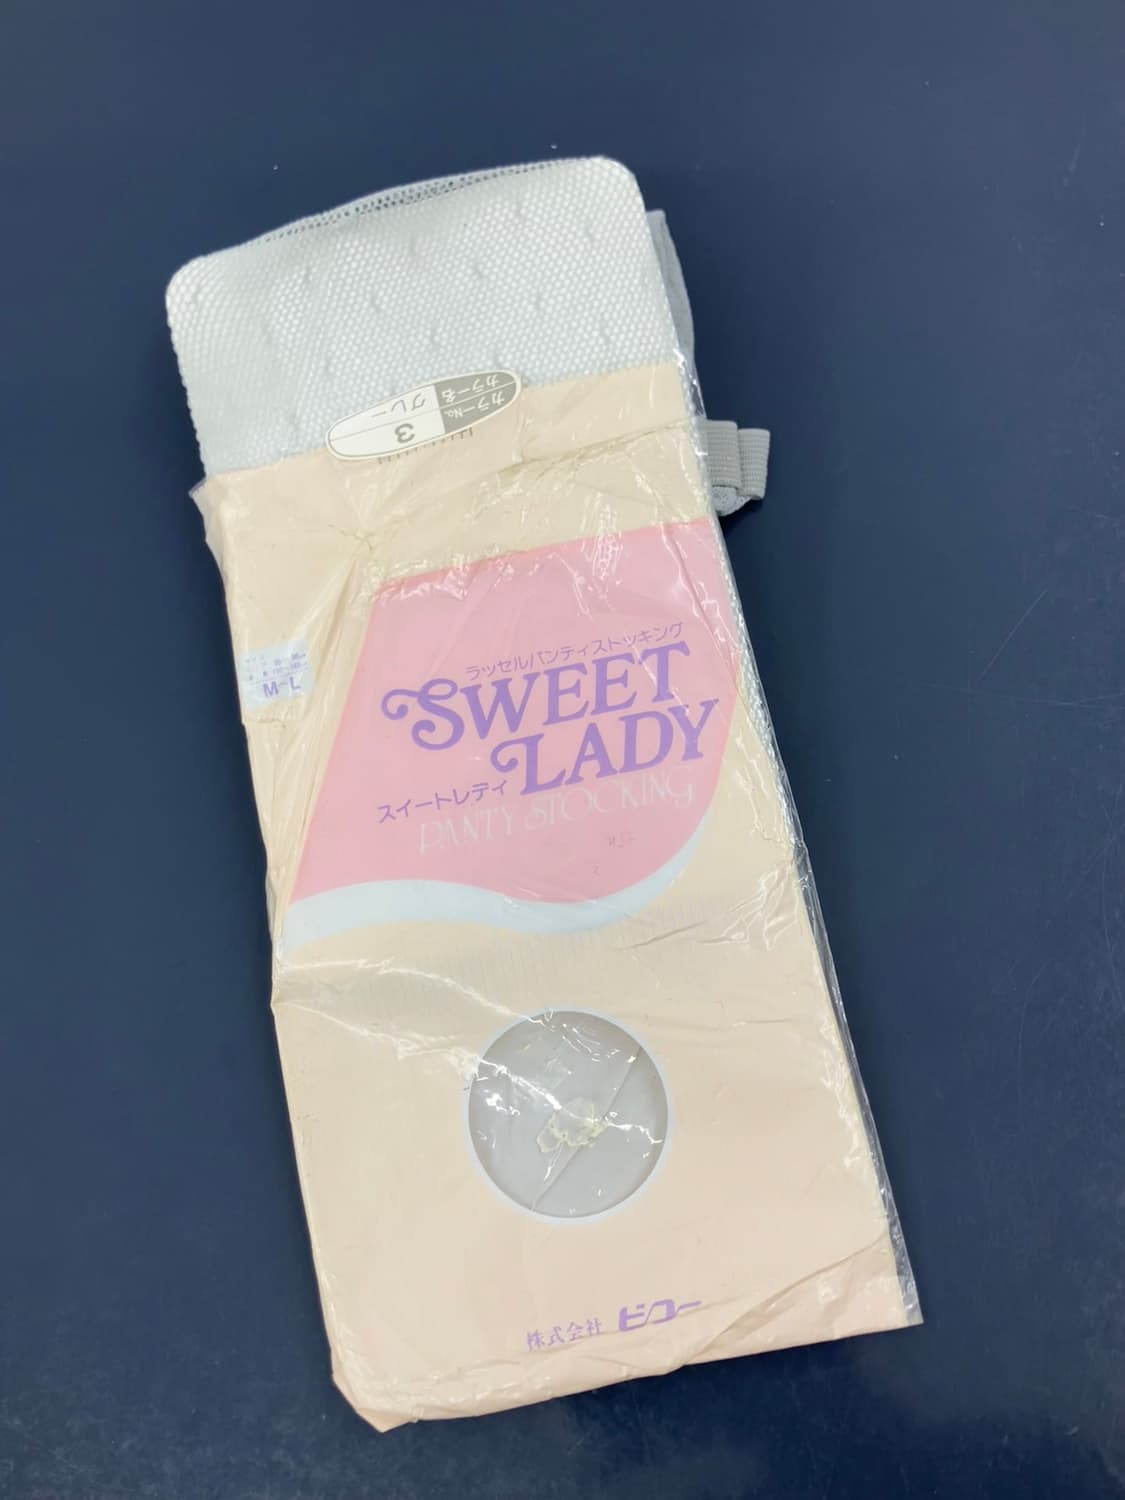 カラーNo.
3
カラー名
グレー
M~L
ラッセルパンティストッキング
SWEET
LADY
スイートレディ
PANTY STOCKING
株式会社 ビコー